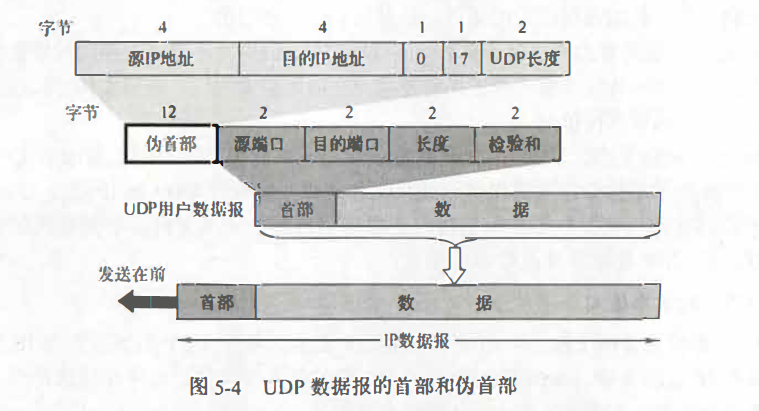 字节 4 4 1 1 2
源IP地址 目的IP地址 0 17 UDP长度
字节 12 2 2 2 2
伪首部 源端口 目的端口 长度 检验和
UDP用户数据报 首部 数 据
发送在前
首部 数 据
IP数据报
图 5-4 UDP 数据报的首部和伪首部